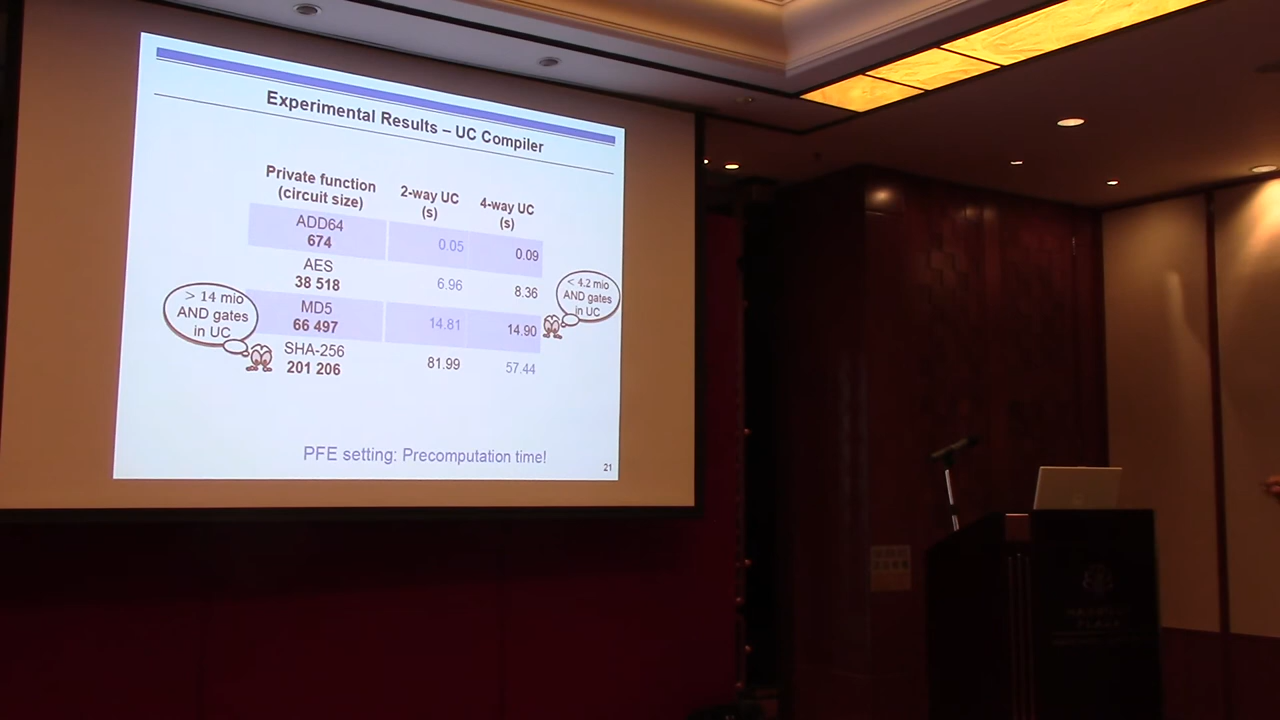 Experimental Results – UC Compiler
Private function
(circuit size)
2-way UC
(s)
4-way UC
(s)
ADD64
674
0.05
0.09
AES
38 518
6.96
8.36
MD5
66 497
14.81
14.90
SHA-256
201 206
81.99
57.44
> 14 mio
AND gates
in UC
< 4.2 mio
AND gates
in UC
PFE setting: Precomputation time!
21